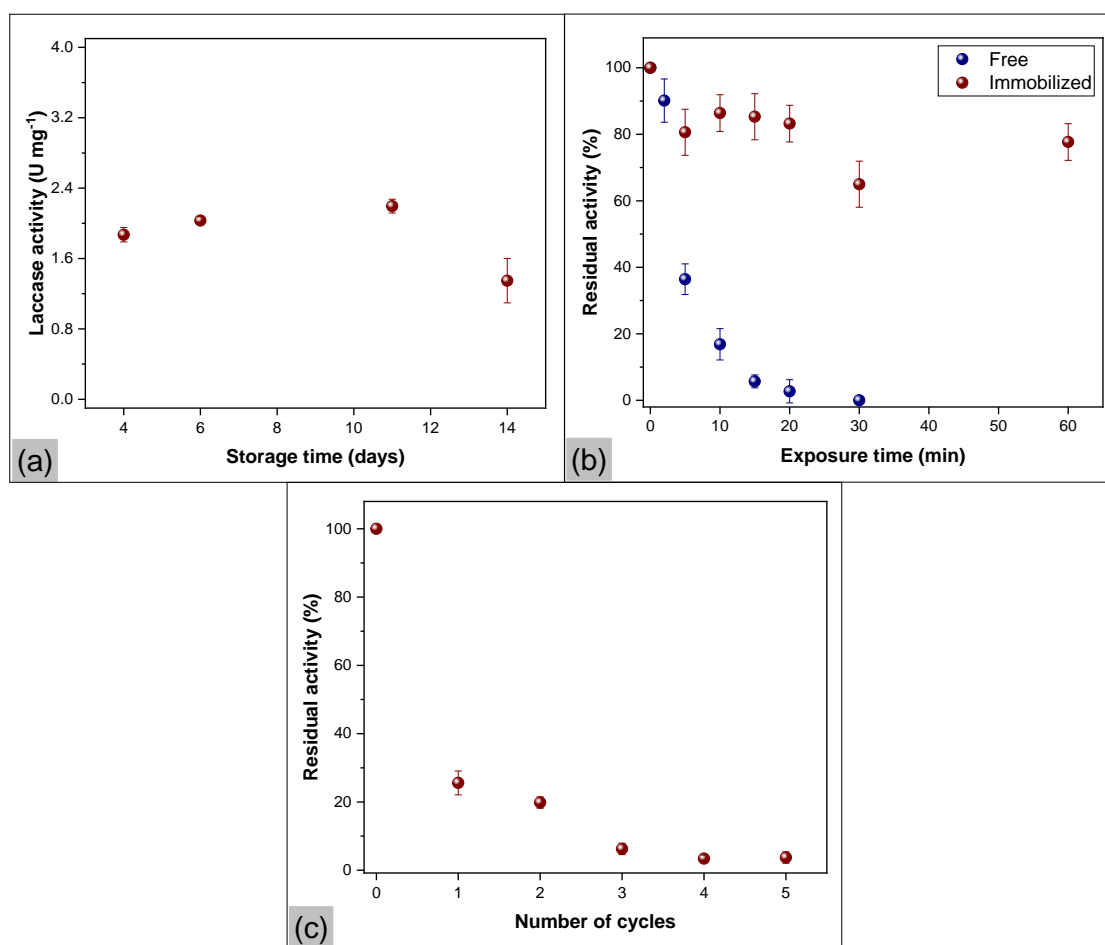 4.0
3.2
2.4
1.6
0.8
0.0
Laccase activity (U mg⁻¹)
4 6 8 10 12 14
Storage time (days)
(a)
Free
Immobilized
100
80
60
40
20
0
Residual activity (%)
0 10 20 30 40 50 60
Exposure time (min)
(b)
100
80
60
40
20
0
Residual activity (%)
0 1 2 3 4 5
Number of cycles
(c)